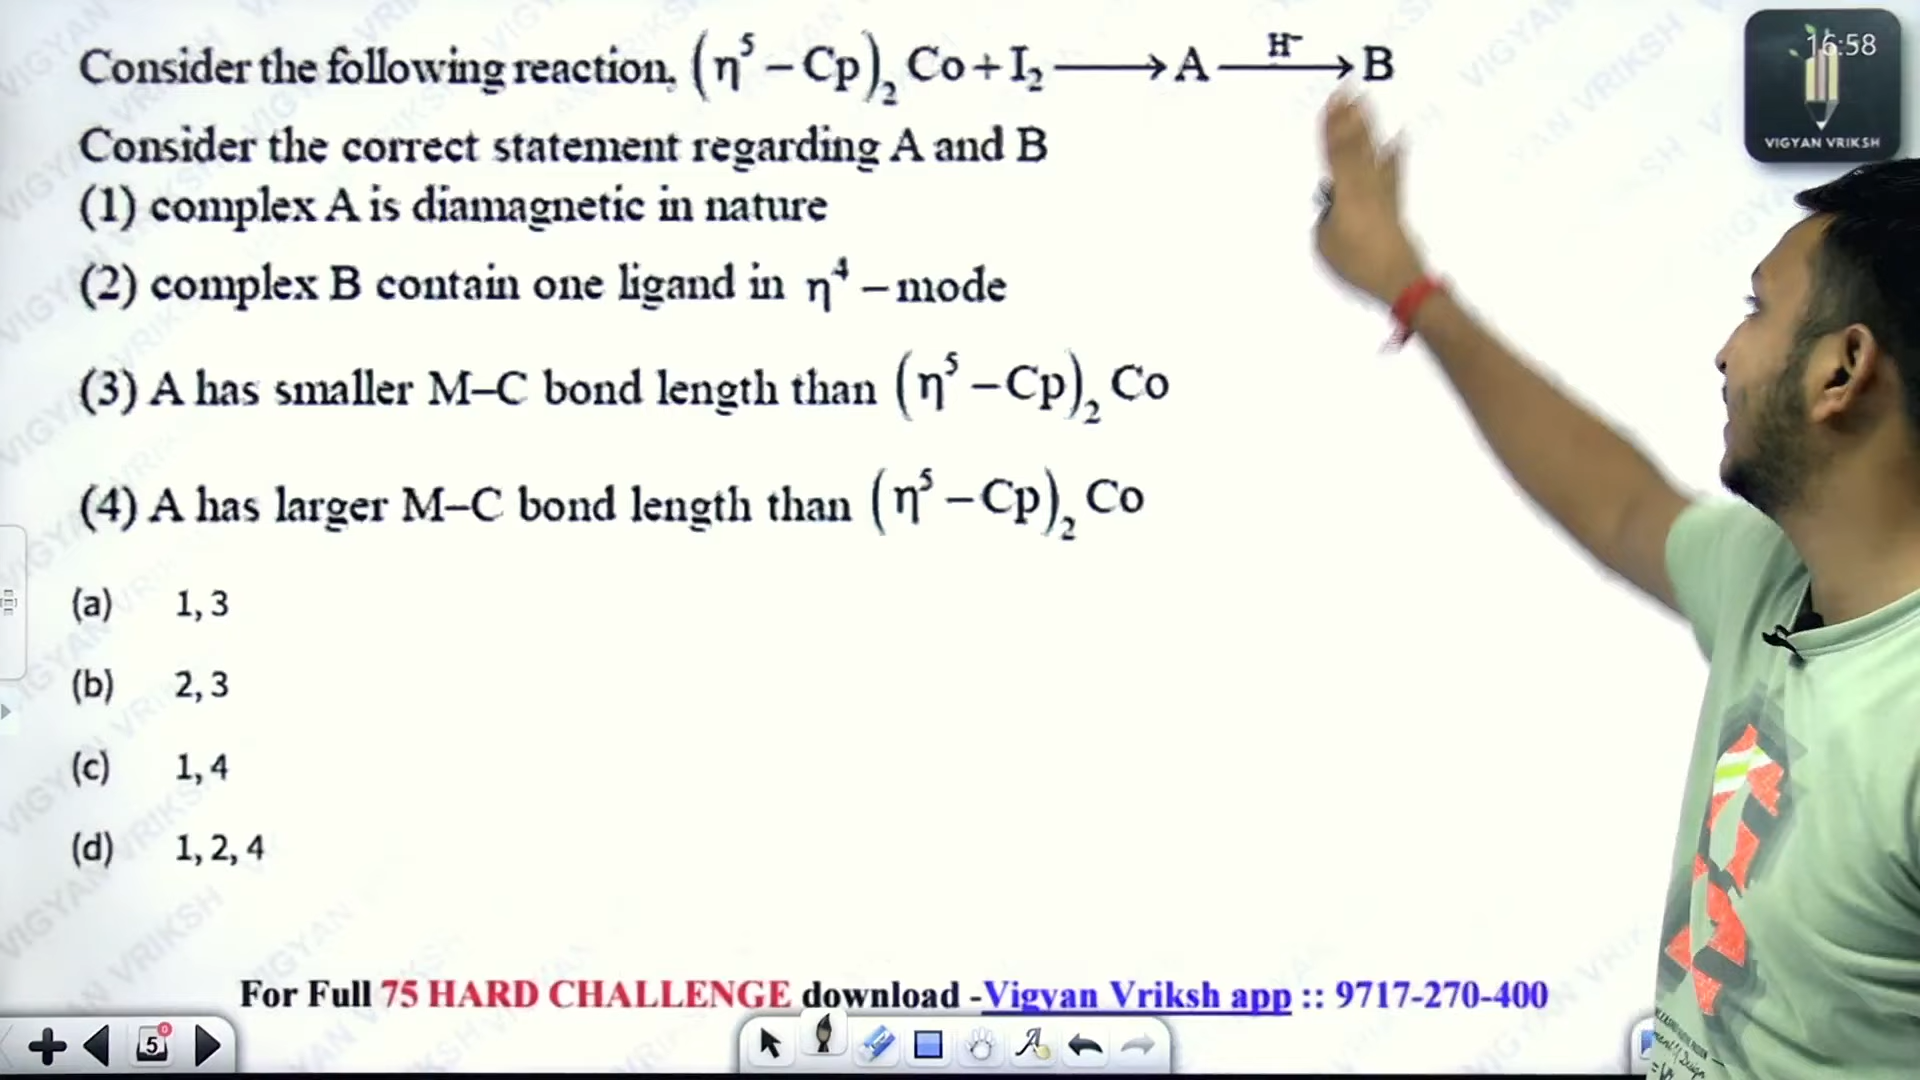 Consider the following reaction, (η⁵ – Cp)₂ Co + I₂ ⟶ A —H⁻→ B
16:58
VIGYAN VRIKSH
Consider the correct statement regarding A and B
(1) complex A is diamagnetic in nature
(2) complex B contain one ligand in η⁴ – mode
(3) A has smaller M–C bond length than (η⁵ – Cp)₂ Co
(4) A has larger M–C bond length than (η⁵ – Cp)₂ Co
(a) 1, 3
(b) 2, 3
(c) 1, 4
(d) 1, 2, 4
For Full 75 HARD CHALLENGE download -Vigyan Vriksh app :: 9717-270-400
5
0